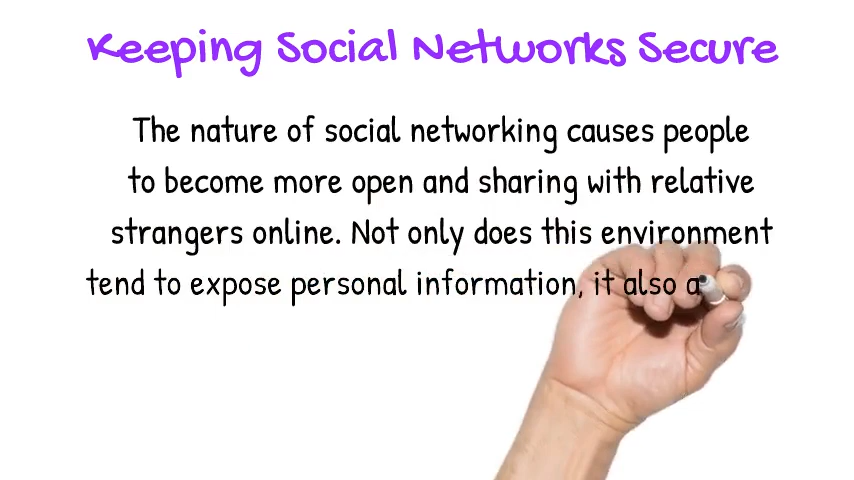 Keeping Social Networks Secure
The nature of social networking causes people
to become more open and sharing with relative
strangers online. Not only does this environment
tend to expose personal information, it also a